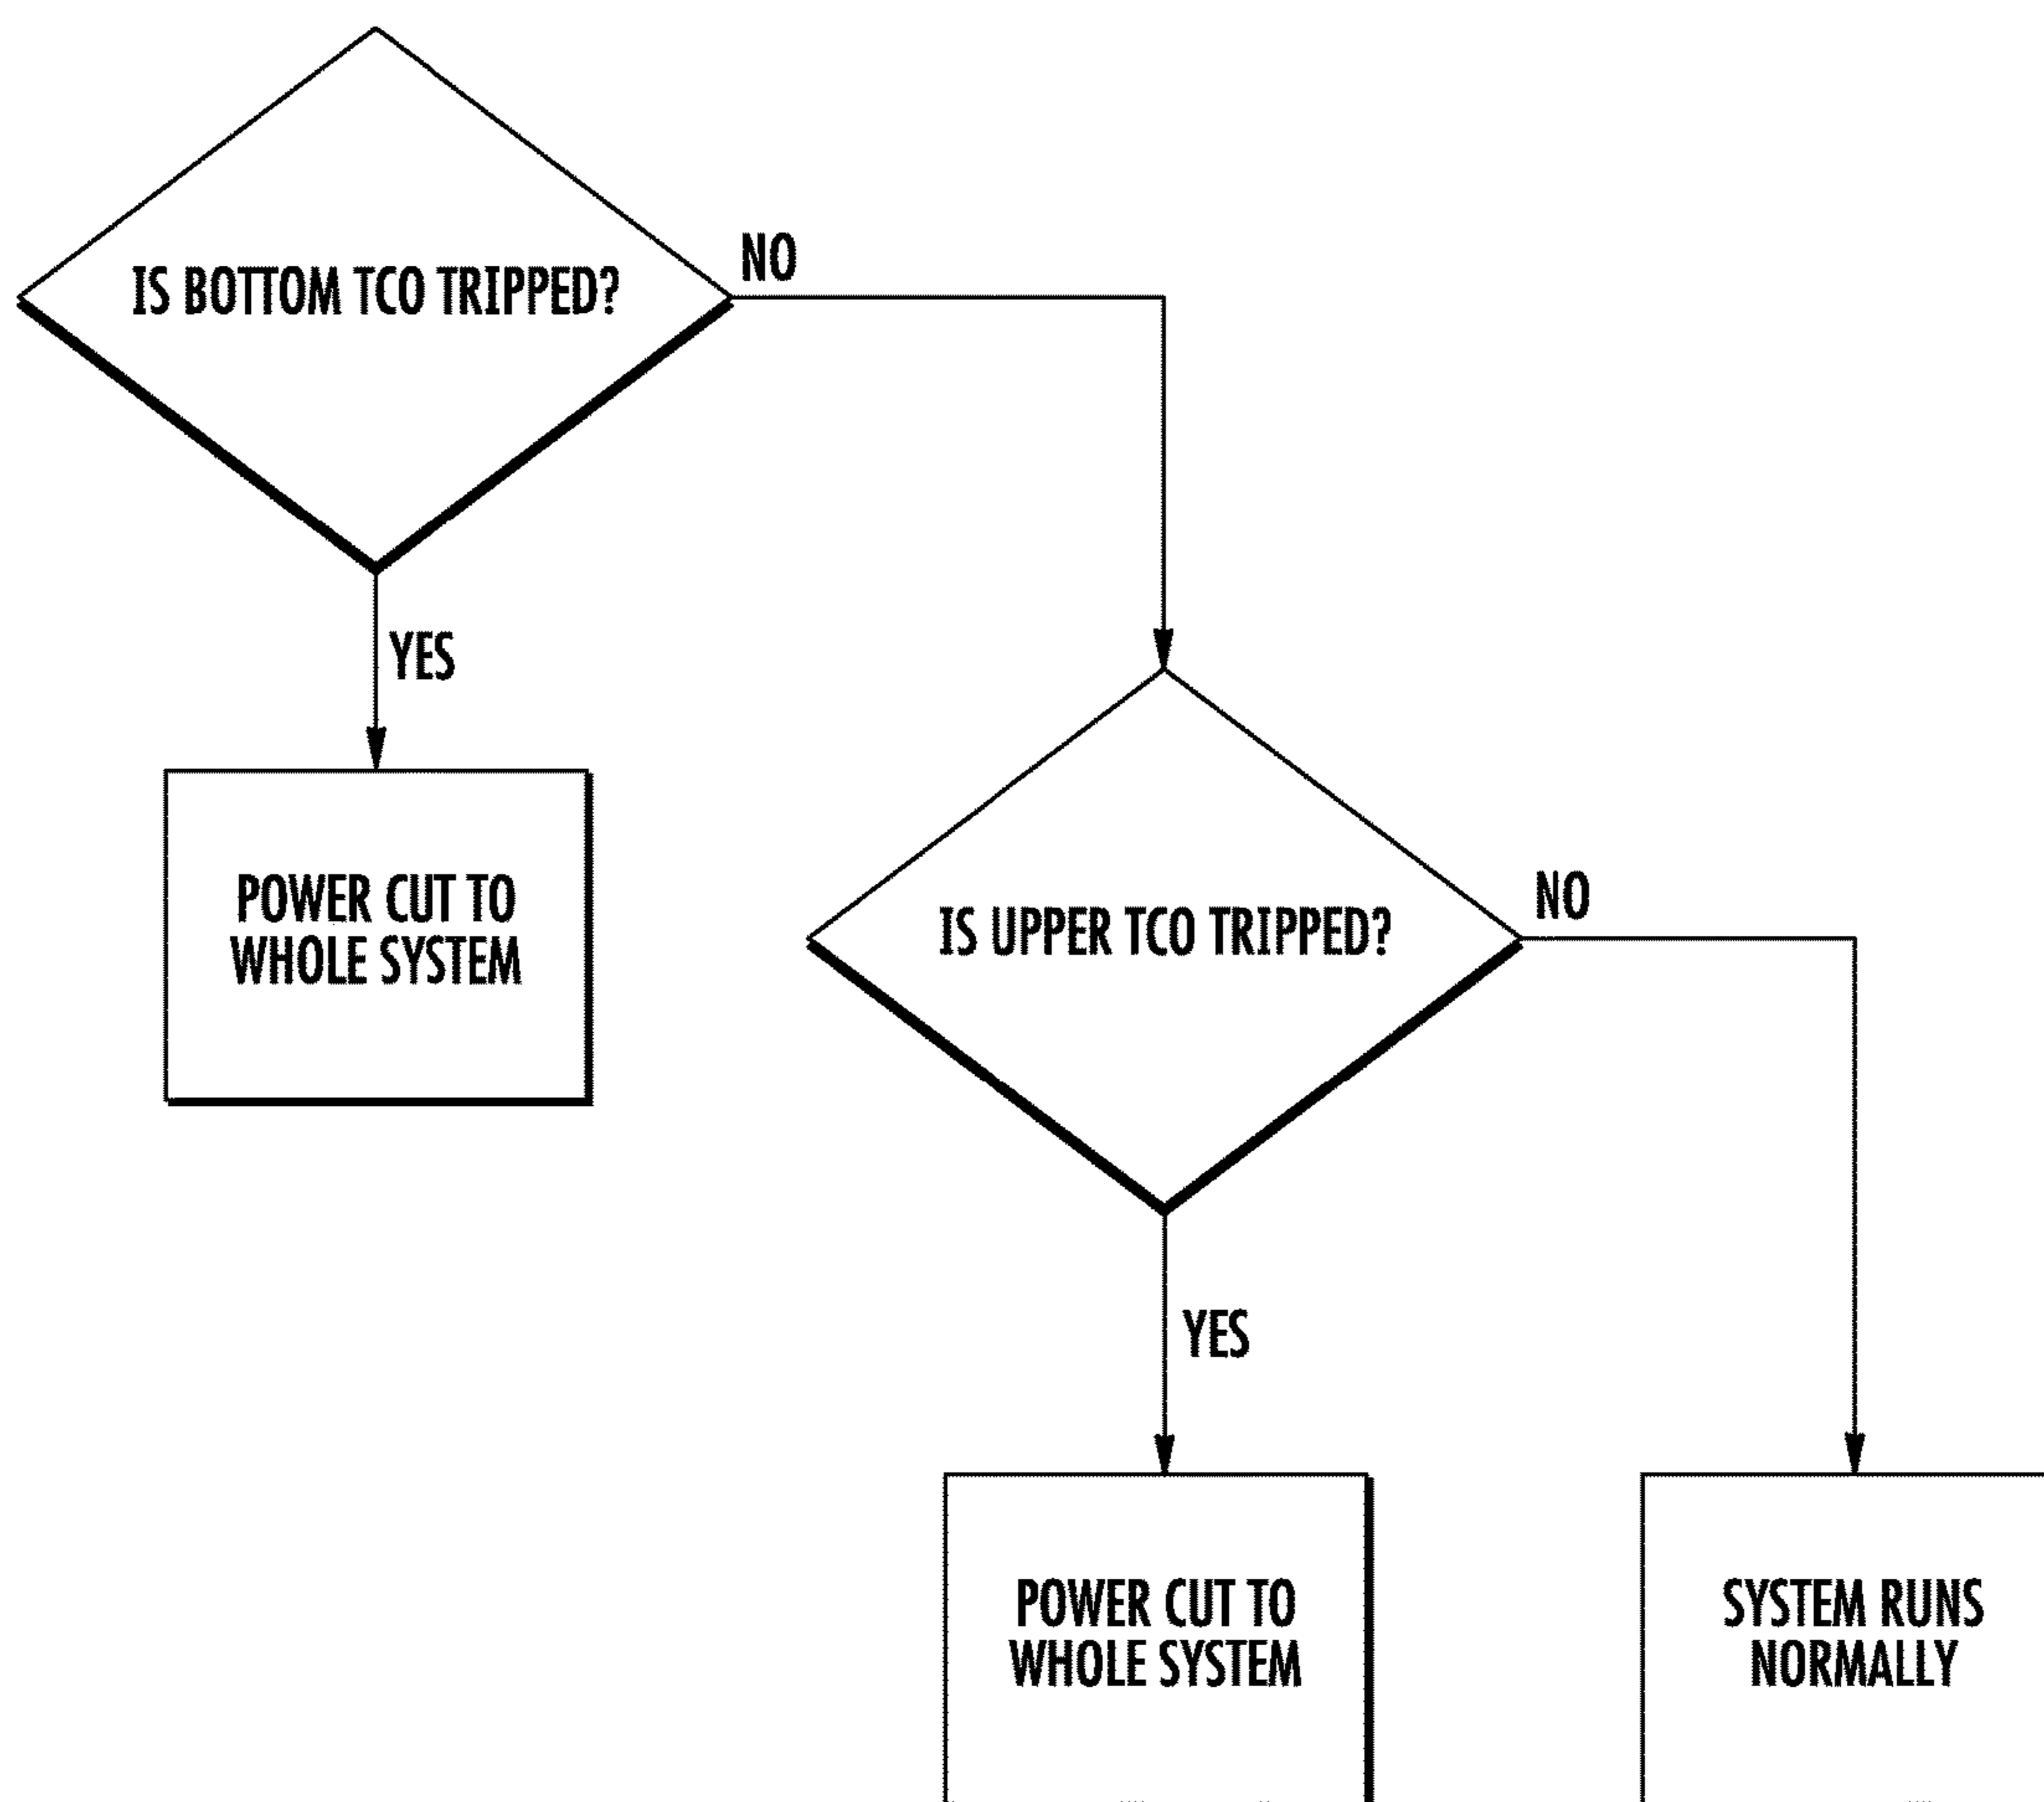 IS BOTTOM TCO TRIPPED?
NO
YES
POWER CUT TO
WHOLE SYSTEM
IS UPPER TCO TRIPPED?
NO
YES
POWER CUT TO
WHOLE SYSTEM
SYSTEM RUNS
NORMALLY